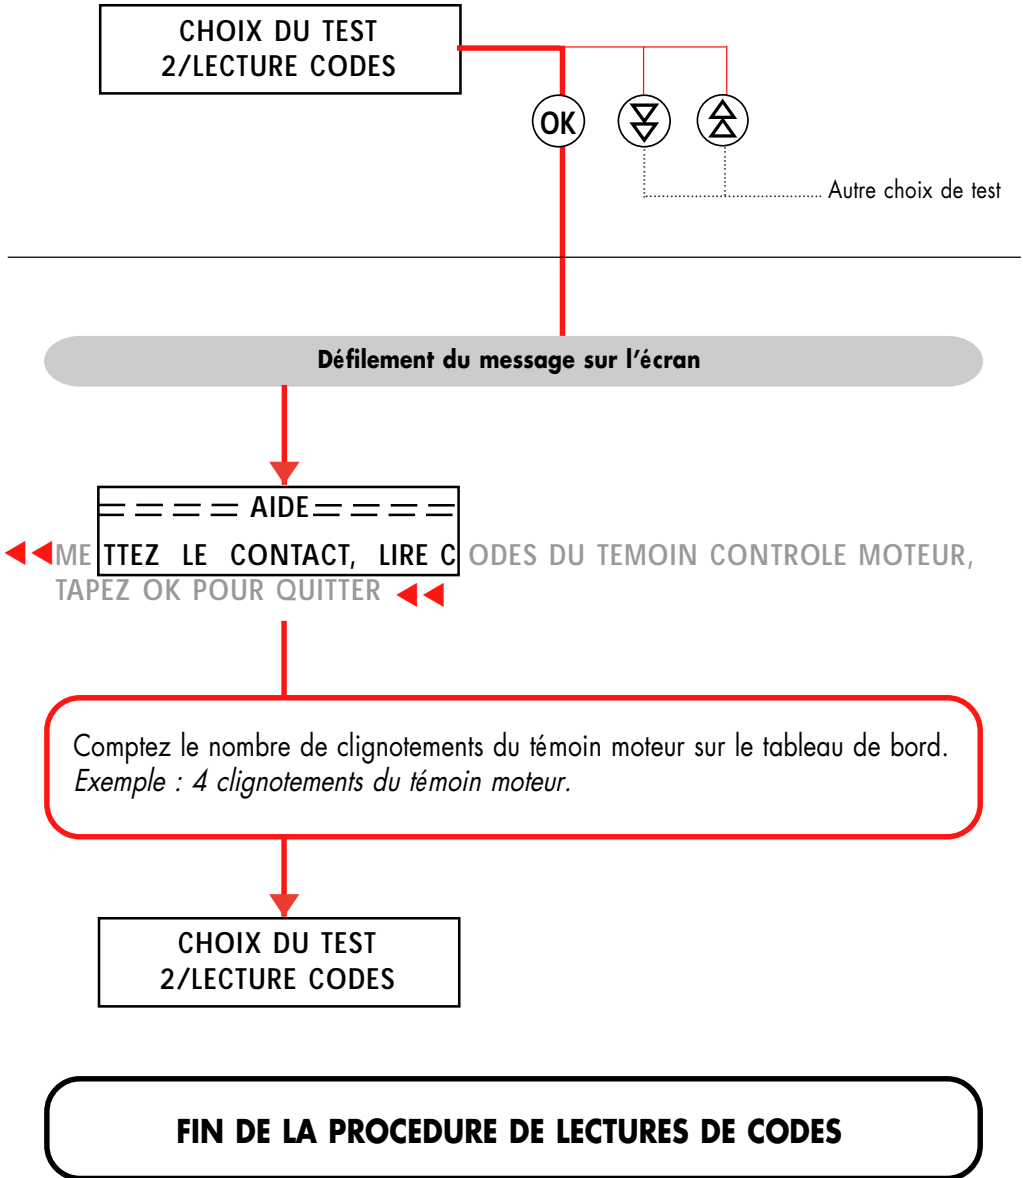 CHOIX DU TEST
2/LECTURE CODES
OK
Autre choix de test
Défilement du message sur l'écran
==== AIDE ====
METTEZ LE CONTACT, LIRE CODES DU TEMOIN CONTROLE MOTEUR,
TAPEZ OK POUR QUITTER
Comptez le nombre de clignotements du témoin moteur sur le tableau de bord.
Exemple : 4 clignotements du témoin moteur.
CHOIX DU TEST
2/LECTURE CODES
FIN DE LA PROCEDURE DE LECTURES DE CODES